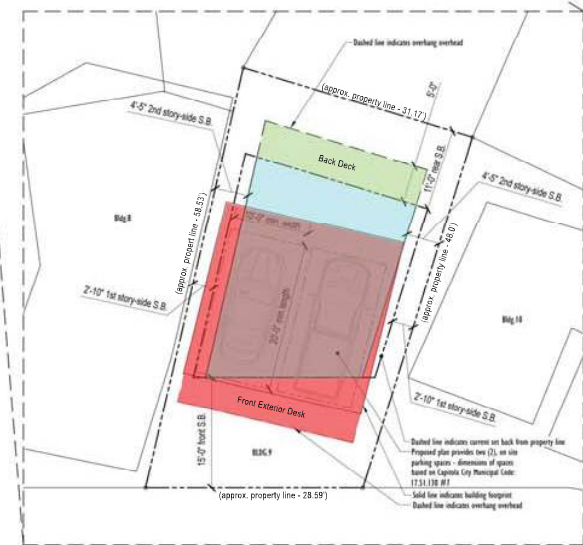 Dashed line indicates overhang overhead
(approx. property line - 31.17')
5'-0"
4'-5" 2nd story-side S.B.
Back Deck
11'-0" rear S.B.
4'-5" 2nd story-side S.B.
Bldg.8
(approx. propert line - 58.53')
10'-0" min. width
(approx. property line - 48.0')
2'-10" 1st story-side S.B.
20'-0" min length
Bldg.10
2'-10" 1st story-side S.B.
Front Exterior Desk
15'-0" front S.B.
BLDG.9
Dashed line indicates current set back from property line
Proposed plan provides two (2), on site
parking spaces - dimensions of spaces
based on Capitola City Municipal Code:
17.51.130 #7
Solid line indicates building footprint
Dashed line indicates overhang overhead
(approx. property line - 28.59')